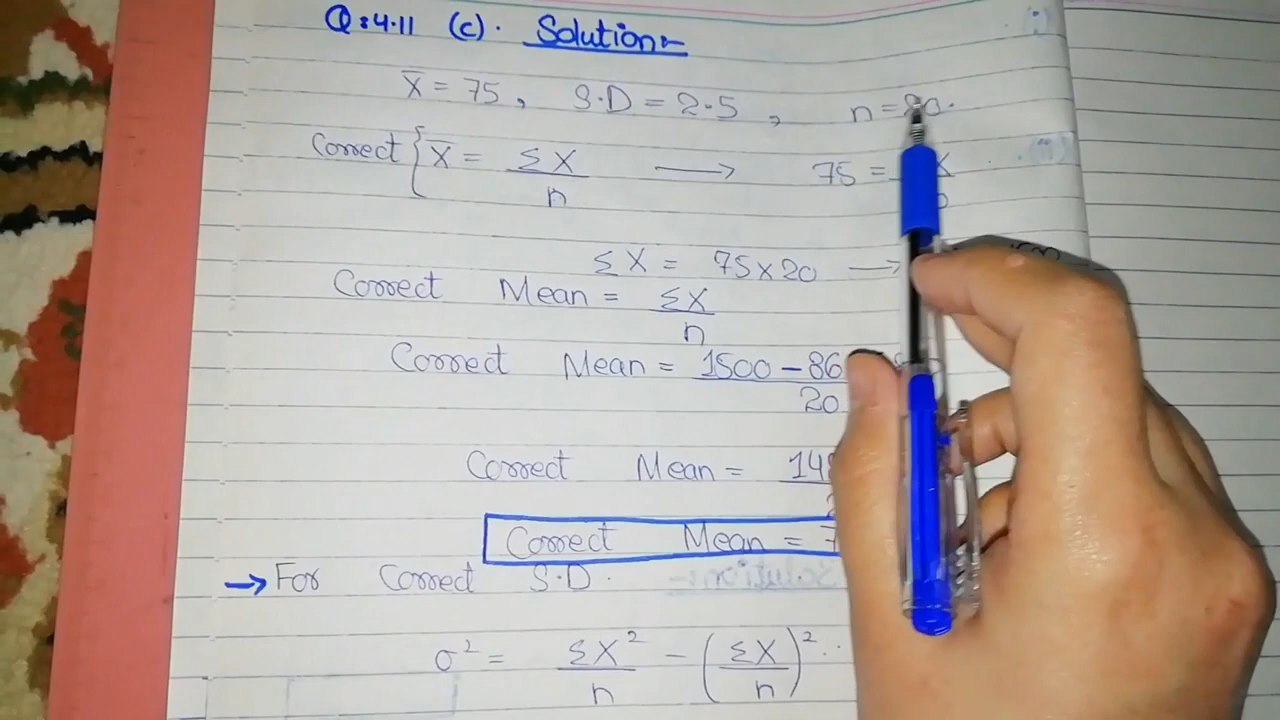 Q:4.11 (c). Solution:-
X̄ = 75, S.D = 2.5, n = 20.
Correct { X̄ = ΣX / n → 75 =
ΣX = 75×20 →
Correct Mean = ΣX / n
Correct Mean = 1500 - 86 / 20
Correct Mean =
Correct Mean =
→ For Correct S.D.
σ² = ΣX² / n - (ΣX / n)²